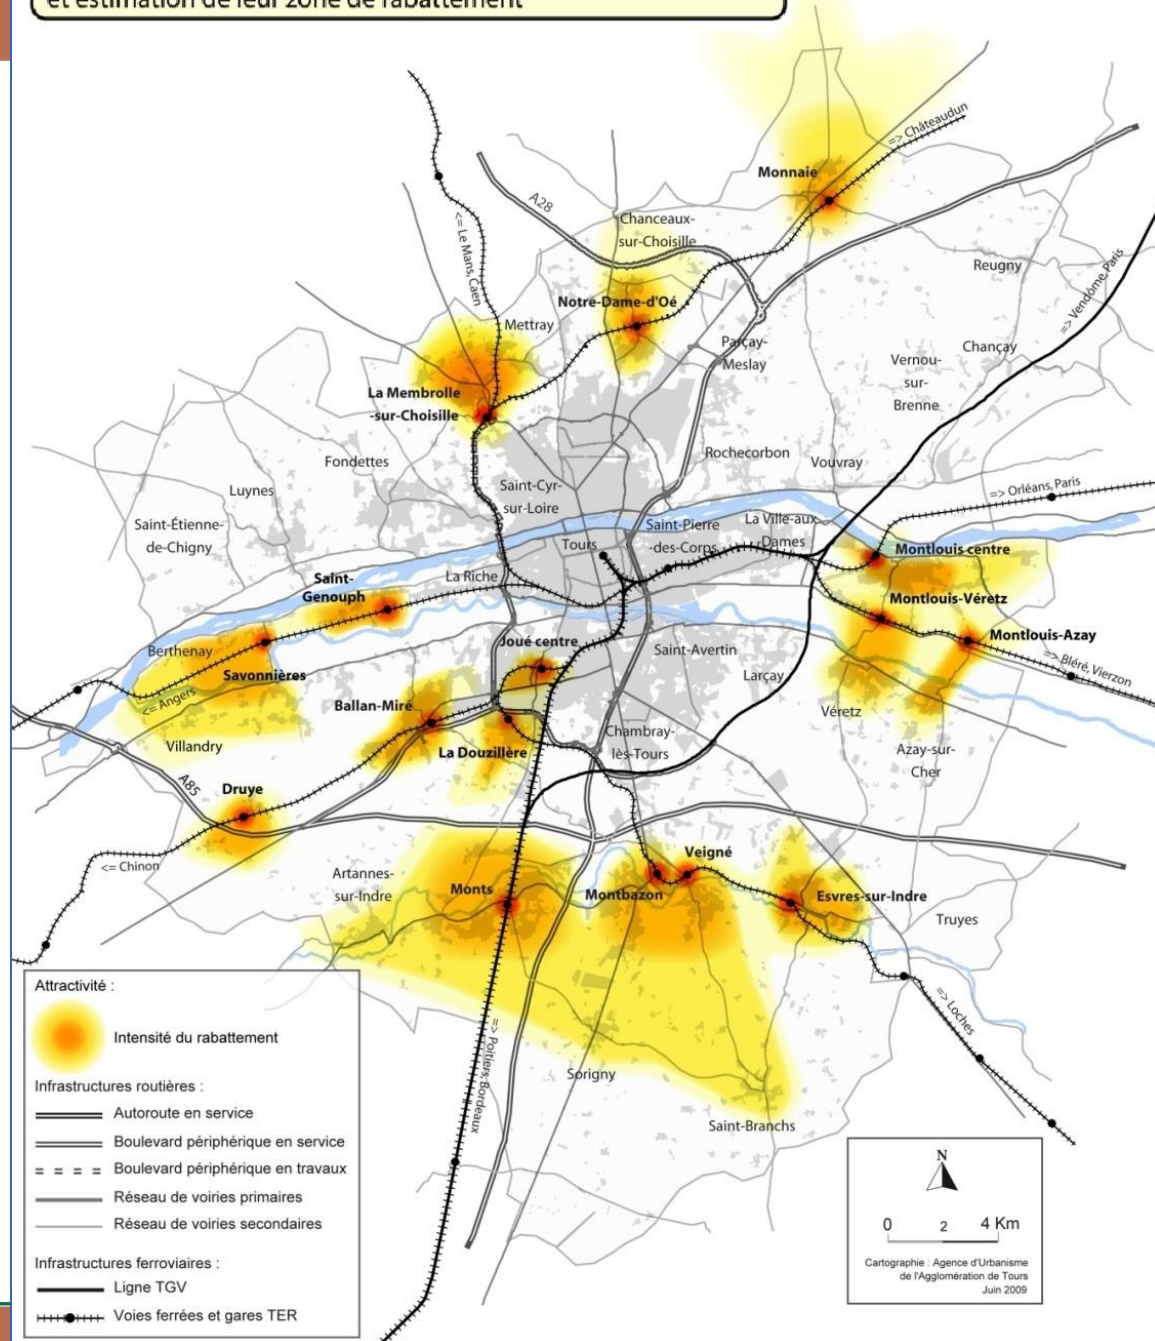 et estimation de leur zone de rabattement
=> Châteaudun
Monnaie
A28
Chanceaux-
sur-Choisille
<= Le Mans, Caen
Reugny
=> Vendôme, Paris
Notre-Dame-d'Oé
Mettray
Parçay-
Meslay
Chançay
Vernou-
sur-
Brenne
La Membrolle
-sur-Choisille
Fondettes
Rochecorbon
Vouvray
Luynes
Saint-Cyr-
sur-Loire
=> Orléans, Paris
Saint-Étienne-
de-Chigny
Saint-Pierre
-des-Corps
La Ville-aux
-Dames
Tours
Montlouis centre
La Riche
Saint-
Genouph
Montlouis-Véretz
Joué centre
Montlouis-Azay
Berthenay
Saint-Avertin
=> Bléré, Vierzon
Savonnières
Larçay
<= Angers
Ballan-Miré
Véretz
Villandry
La Douzillère
Chambray-
lès-Tours
Azay-sur-
Cher
A85
Druye
<= Chinon
Artannes-
sur-Indre
Monts
Veigné
Montbazon
Esvres-sur-Indre
Truyes
=> Loches
=> Poitiers, Bordeaux
Sorigny
Saint-Branchs
Attractivité :
Intensité du rabattement
Infrastructures routières :
Autoroute en service
Boulevard périphérique en service
Boulevard périphérique en travaux
Réseau de voiries primaires
Réseau de voiries secondaires
Infrastructures ferroviaires :
Ligne TGV
Voies ferrées et gares TER
N
0 2 4 Km
Cartographie : Agence d'Urbanisme
de l'Agglomération de Tours
Juin 2009